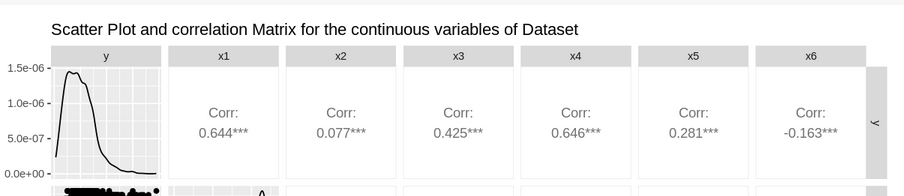 Scatter Plot and correlation Matrix for the continuous variables of Dataset
y x1 x2 x3 x4 x5 x6
1.5e-06
1.0e-06
5.0e-07
0.0e+00
Corr: Corr: Corr: Corr: Corr: Corr:
0.644*** 0.077*** 0.425*** 0.646*** 0.281*** -0.163***
y